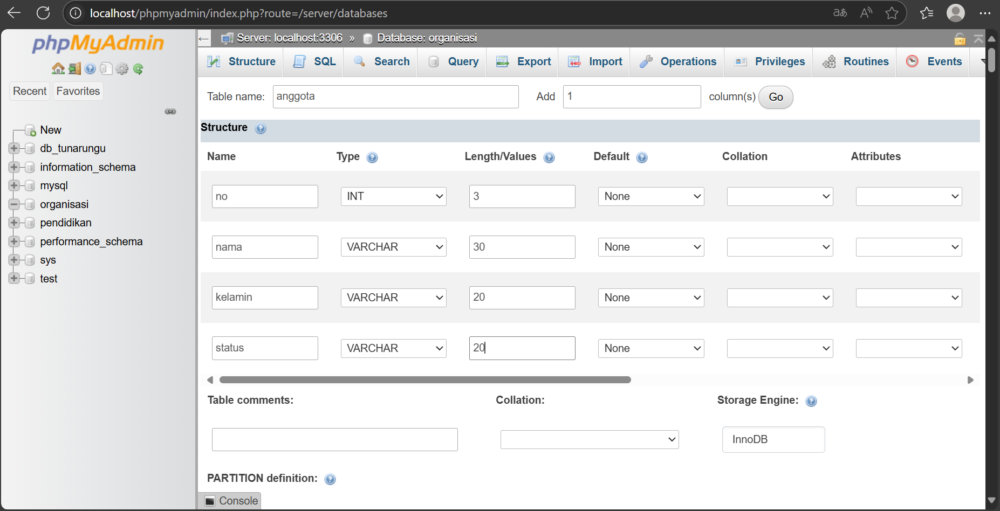 localhost/phpmyadmin/index.php?route=/server/databases
phpMyAdmin
Recent Favorites
New
db_tunarungu
information_schema
mysql
organisasi
pendidikan
performance_schema
sys
test
Server: localhost:3306 » Database: organisasi
Structure SQL Search Query Export Import Operations Privileges Routines Events
Table name: anggota Add 1 column(s) Go
Structure
Name Type Length/Values Default Collation Attributes
no INT 3 None
nama VARCHAR 30 None
kelamin VARCHAR 20 None
status VARCHAR 20 None
Table comments: Collation: Storage Engine:
InnoDB
PARTITION definition:
Console